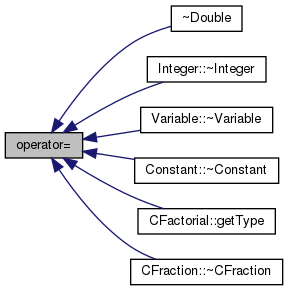 ~Double
Integer::~Integer
Variable::~Variable
operator=
Constant::~Constant
CFactorial::getType
CFraction::~CFraction